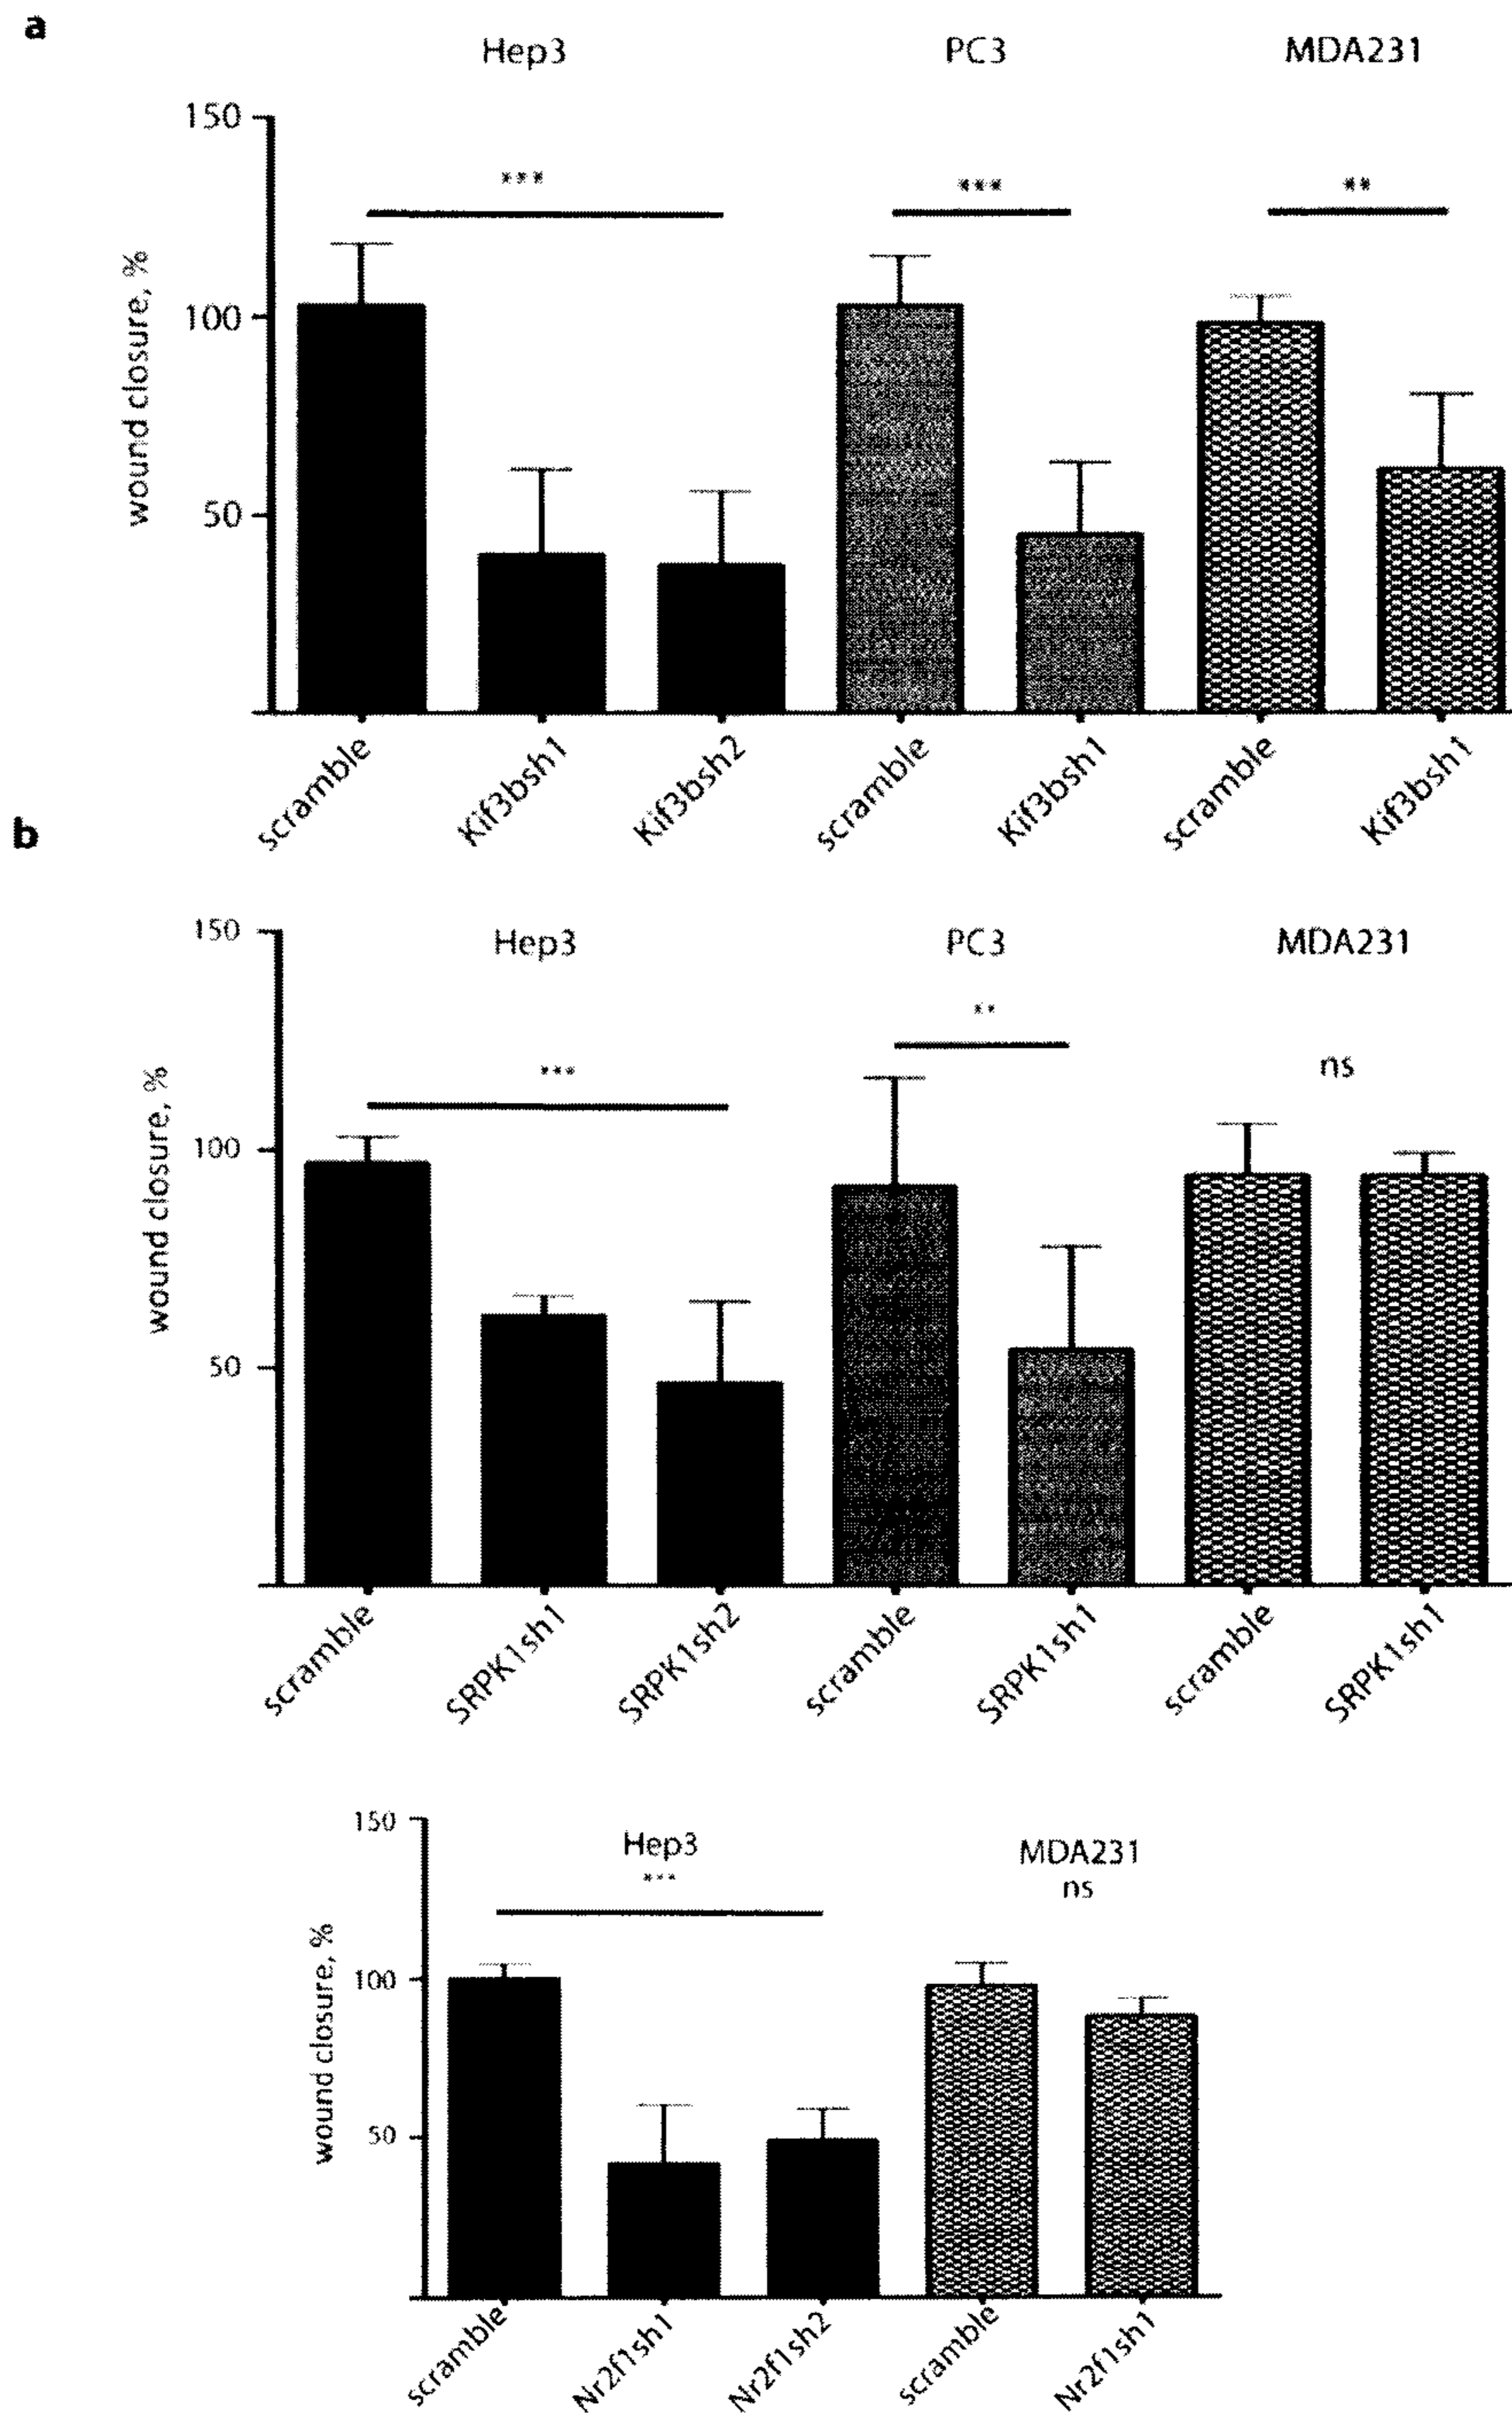 a
Hep3 PC3 MDA231
150
*** *** **
wound closure, %
100
50
scramble Kif3bsh1 Kif3bsh2 scramble Kif3bsh1 scramble Kif3bsh1
b
150
Hep3 PC3 MDA231
**
*** ns
wound closure, %
100
50
scramble SRPK1sh1 SRPK1sh2 scramble SRPK1sh1 scramble SRPK1sh1
150
Hep3 MDA231
*** ns
wound closure, %
100
50
scramble Nr2f1sh1 Nr2f1sh2 scramble Nr2f1sh1